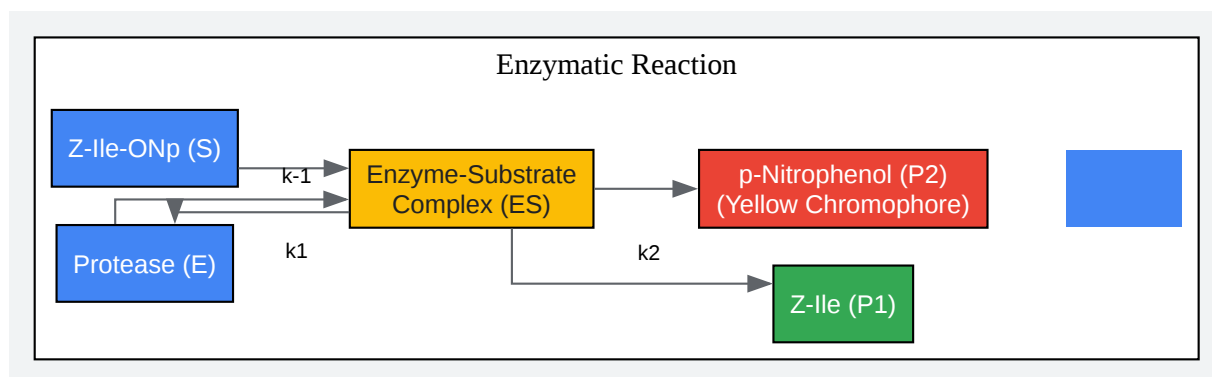 Enzymatic Reaction
Z-Ile-ONp (S)
k-1
Enzyme-Substrate
Complex (ES)
p-Nitrophenol (P2)
(Yellow Chromophore)
Protease (E)
k1
k2
Z-Ile (P1)